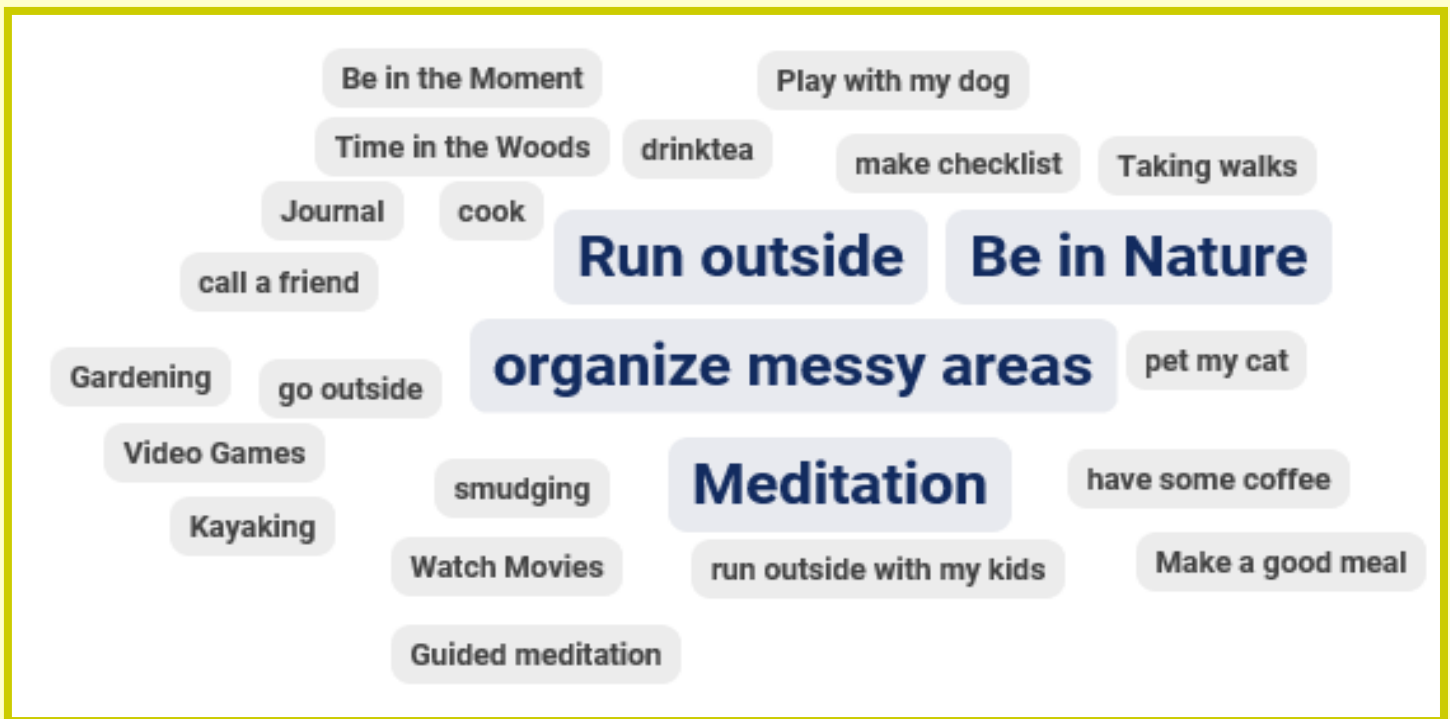 Be in the Moment
Play with my dog
Time in the Woods
drinktea
make checklist
Taking walks
Journal
cook
Run outside
Be in Nature
call a friend
organize messy areas
pet my cat
Gardening
go outside
Video Games
smudging
Meditation
have some coffee
Kayaking
Watch Movies
run outside with my kids
Make a good meal
Guided meditation